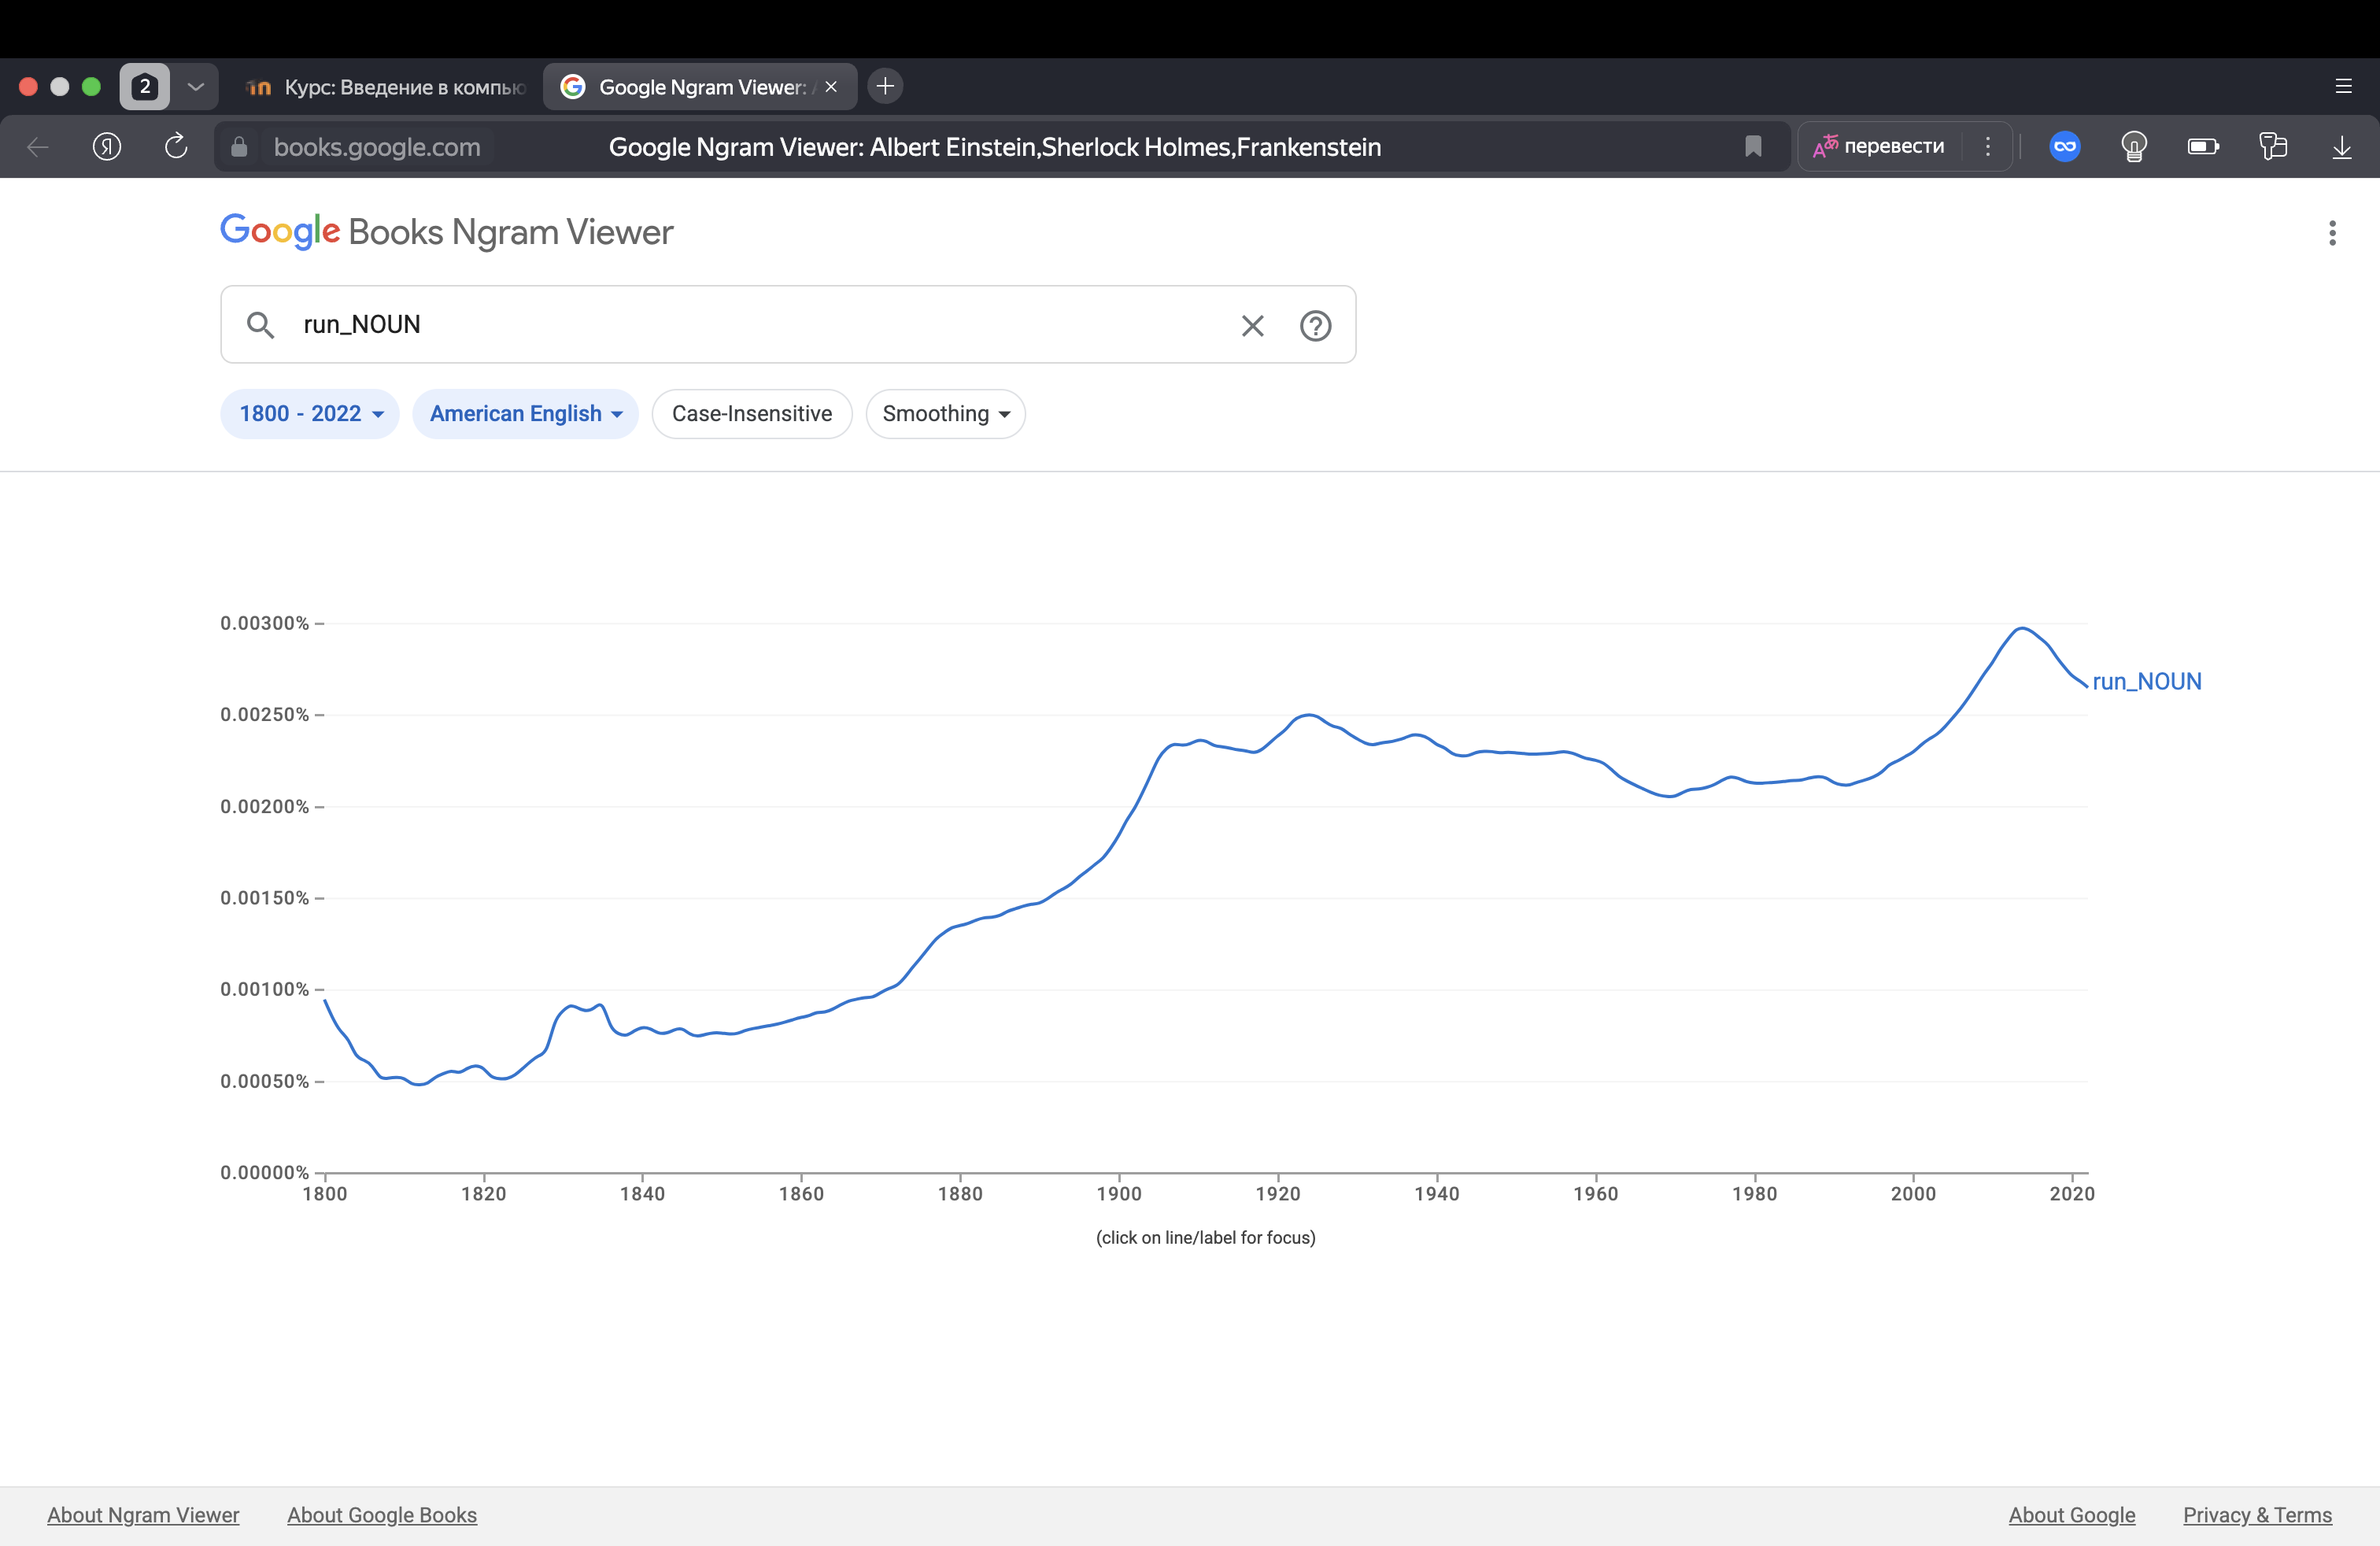 2
Курс: Введение в компью
Google Ngram Viewer:
books.google.com
Google Ngram Viewer: Albert Einstein,Sherlock Holmes,Frankenstein
перевести
Google Books Ngram Viewer
run_NOUN
1800 - 2022
American English
Case-Insensitive
Smoothing
0.00300%
0.00250%
0.00200%
0.00150%
0.00100%
0.00050%
0.00000%
run_NOUN
1800 1820 1840 1860 1880 1900 1920 1940 1960 1980 2000 2020
(click on line/label for focus)
About Ngram Viewer
About Google Books
About Google
Privacy & Terms